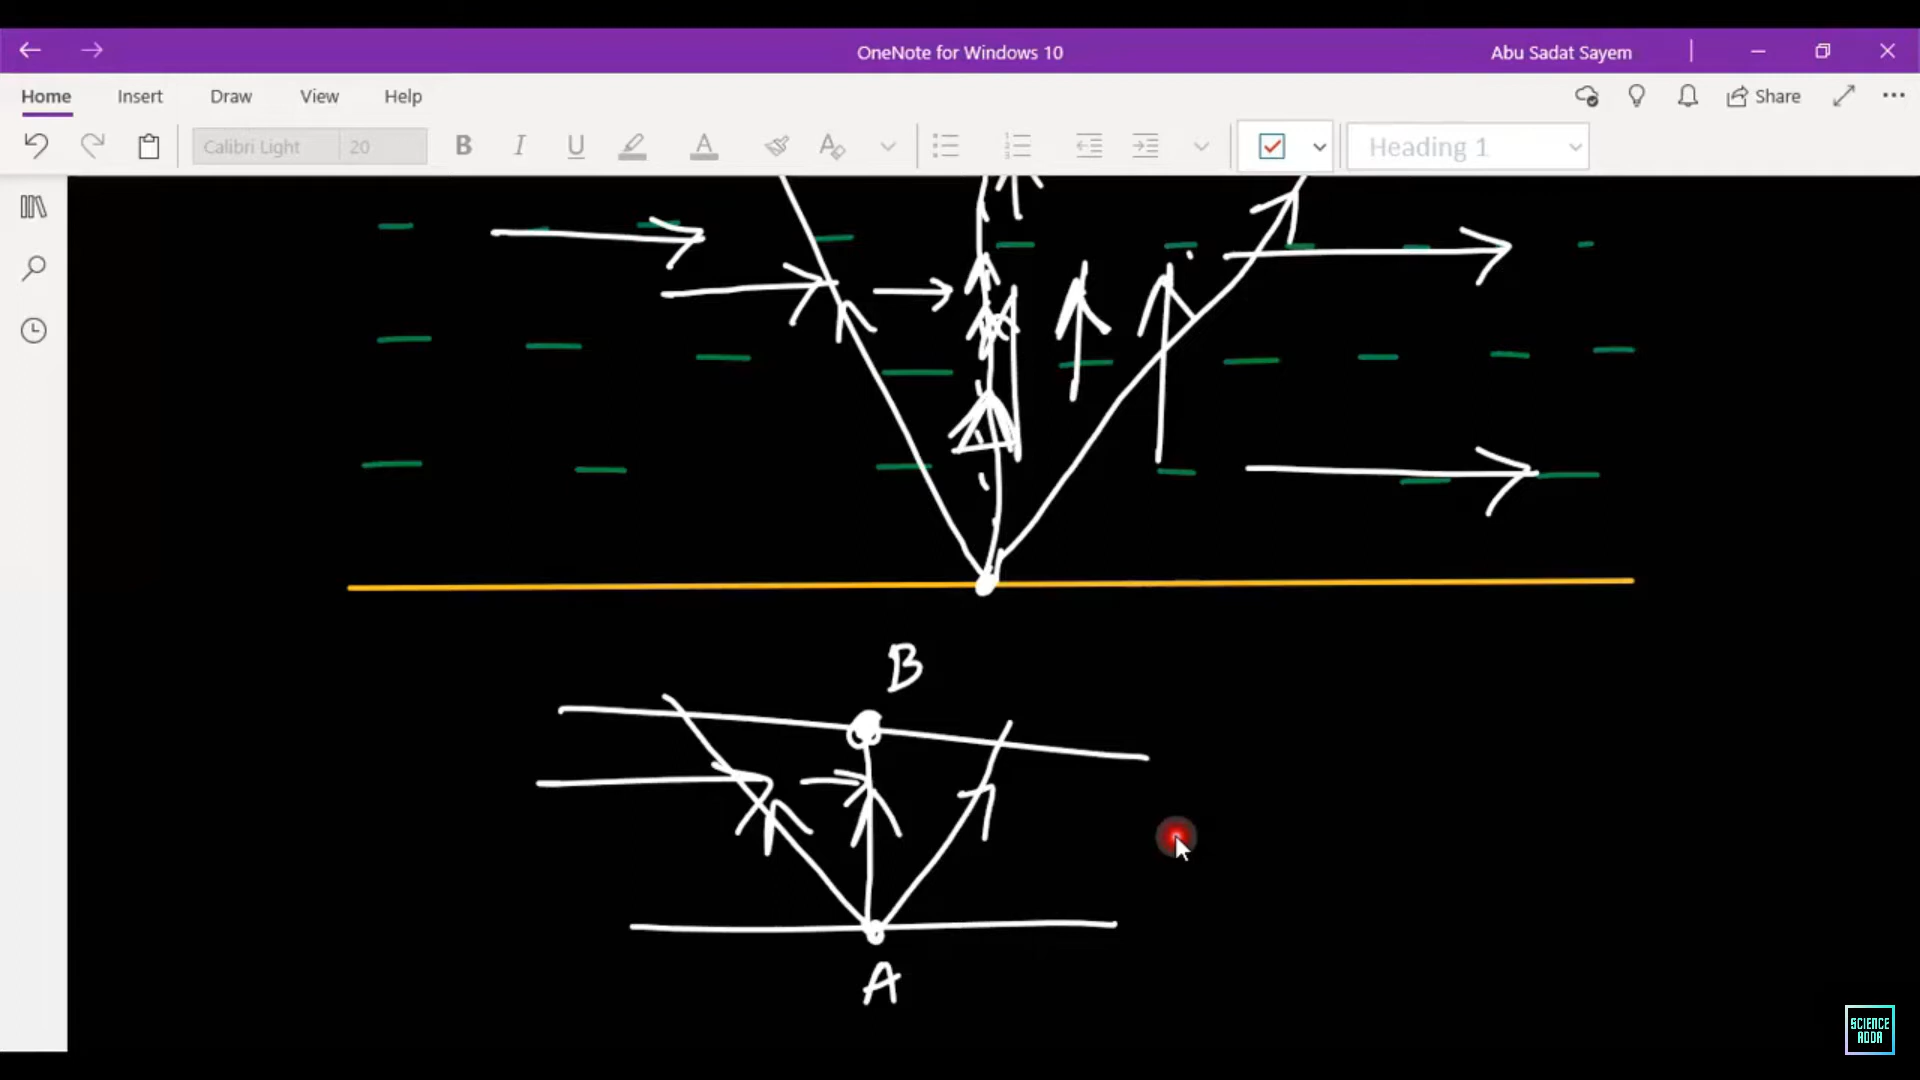 OneNote for Windows 10
Abu Sadat Sayem
Home Insert Draw View Help
Share
Calibri Light 20 B I U A A Heading 1
B
A
SCIENCE
ADDA